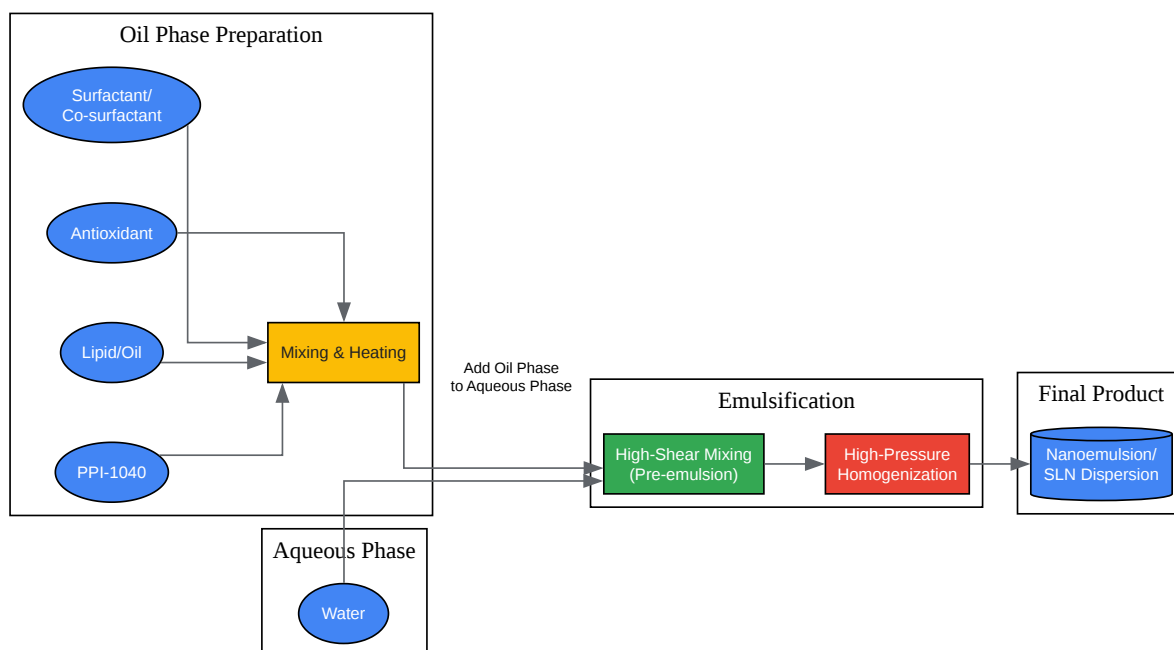 Oil Phase Preparation
Surfactant/
Co-surfactant
Antioxidant
Lipid/Oil
Mixing & Heating
PPI-1040
Add Oil Phase
to Aqueous Phase
Emulsification
High-Shear Mixing
(Pre-emulsion)
High-Pressure
Homogenization
Final Product
Nanoemulsion/
SLN Dispersion
Aqueous Phase
Water